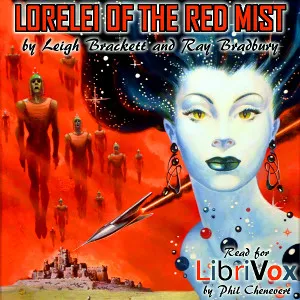 LORELEI OF THE RED MIST
by Leigh Brackett and Ray Bradbury
Read for
LibriVox
by Phil Chenevert